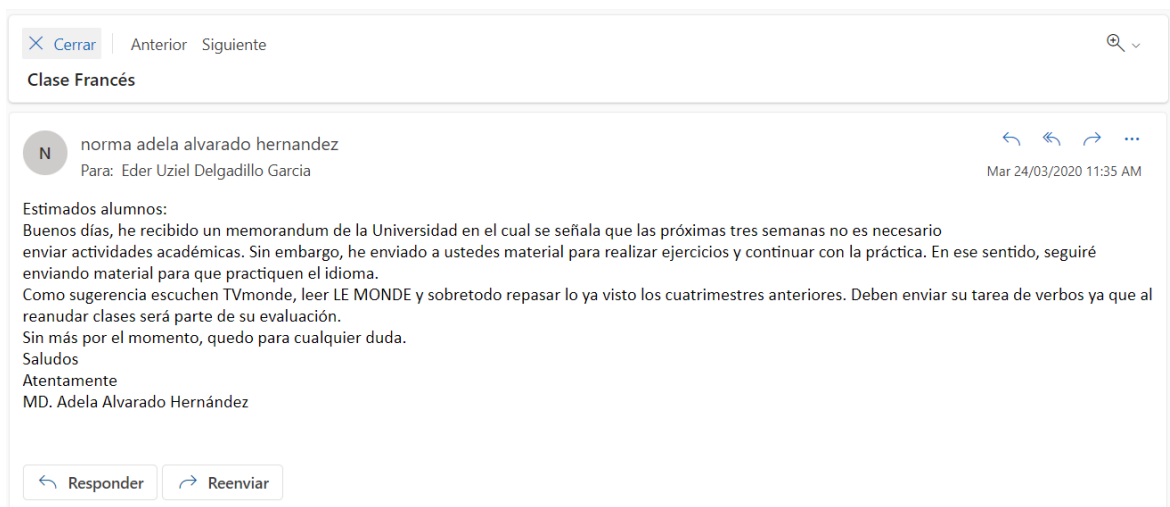 Cerrar Anterior Siguiente
Clase Francés
N
norma adela alvarado hernandez
Para: Eder Uziel Delgadillo Garcia
Mar 24/03/2020 11:35 AM
Estimados alumnos:
Buenos días, he recibido un memorandum de la Universidad en el cual se señala que las próximas tres semanas no es necesario
enviar actividades académicas. Sin embargo, he enviado a ustedes material para realizar ejercicios y continuar con la práctica. En ese sentido, seguiré
enviando material para que practiquen el idioma.
Como sugerencia escuchen TVmonde, leer LE MONDE y sobretodo repasar lo ya visto los cuatrimestres anteriores. Deben enviar su tarea de verbos ya que al
reanudar clases será parte de su evaluación.
Sin más por el momento, quedo para cualquier duda.
Saludos
Atentamente
MD. Adela Alvarado Hernández
Responder Reenviar